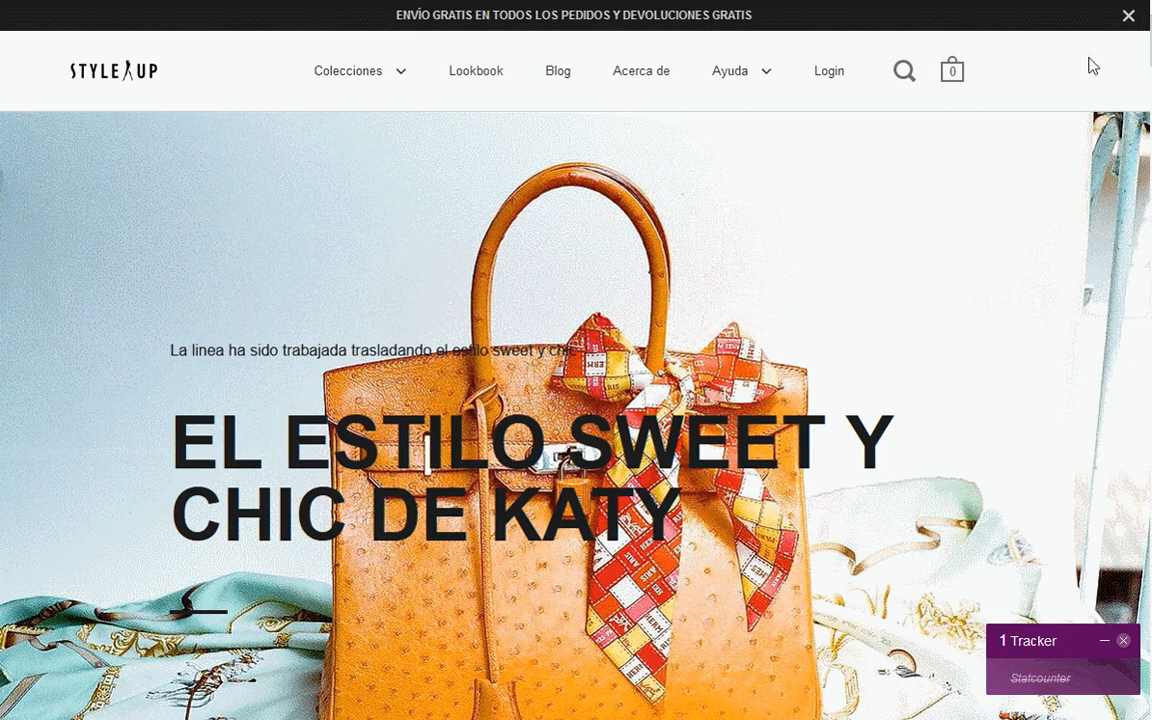 ENVÍO GRATIS EN TODOS LOS PEDIDOS Y DEVOLUCIONES GRATIS
STYLE UP
Colecciones
Lookbook
Blog
Acerca de
Ayuda
Login
0
La linea ha sido trabajada trasladando el estilo sweet y chic
EL ESTILO SWEET Y
CHIC DE KATY
1 Tracker
Statcounter